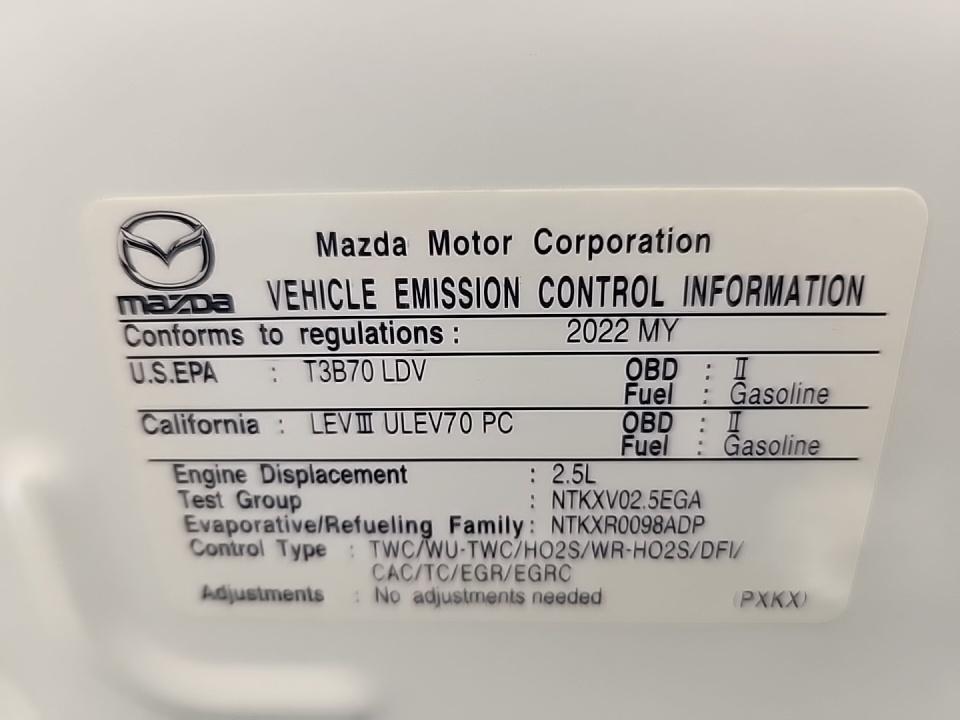 Mazda Motor Corporation
mazda VEHICLE EMISSION CONTROL INFORMATION
Conforms to regulations : 2022 MY
U.S.EPA : T3B70 LDV OBD : II
Fuel : Gasoline
California : LEVIII ULEV70 PC OBD : II
Fuel : Gasoline
Engine Displacement : 2.5L
Test Group : NTKXV02.5EGA
Evaporative/Refueling Family : NTKXR0098ADP
Control Type : TWC/WU-TWC/HO2S/WR-HO2S/DFI/
CAC/TC/EGR/EGRC
Adjustments : No adjustments needed (PXKX)